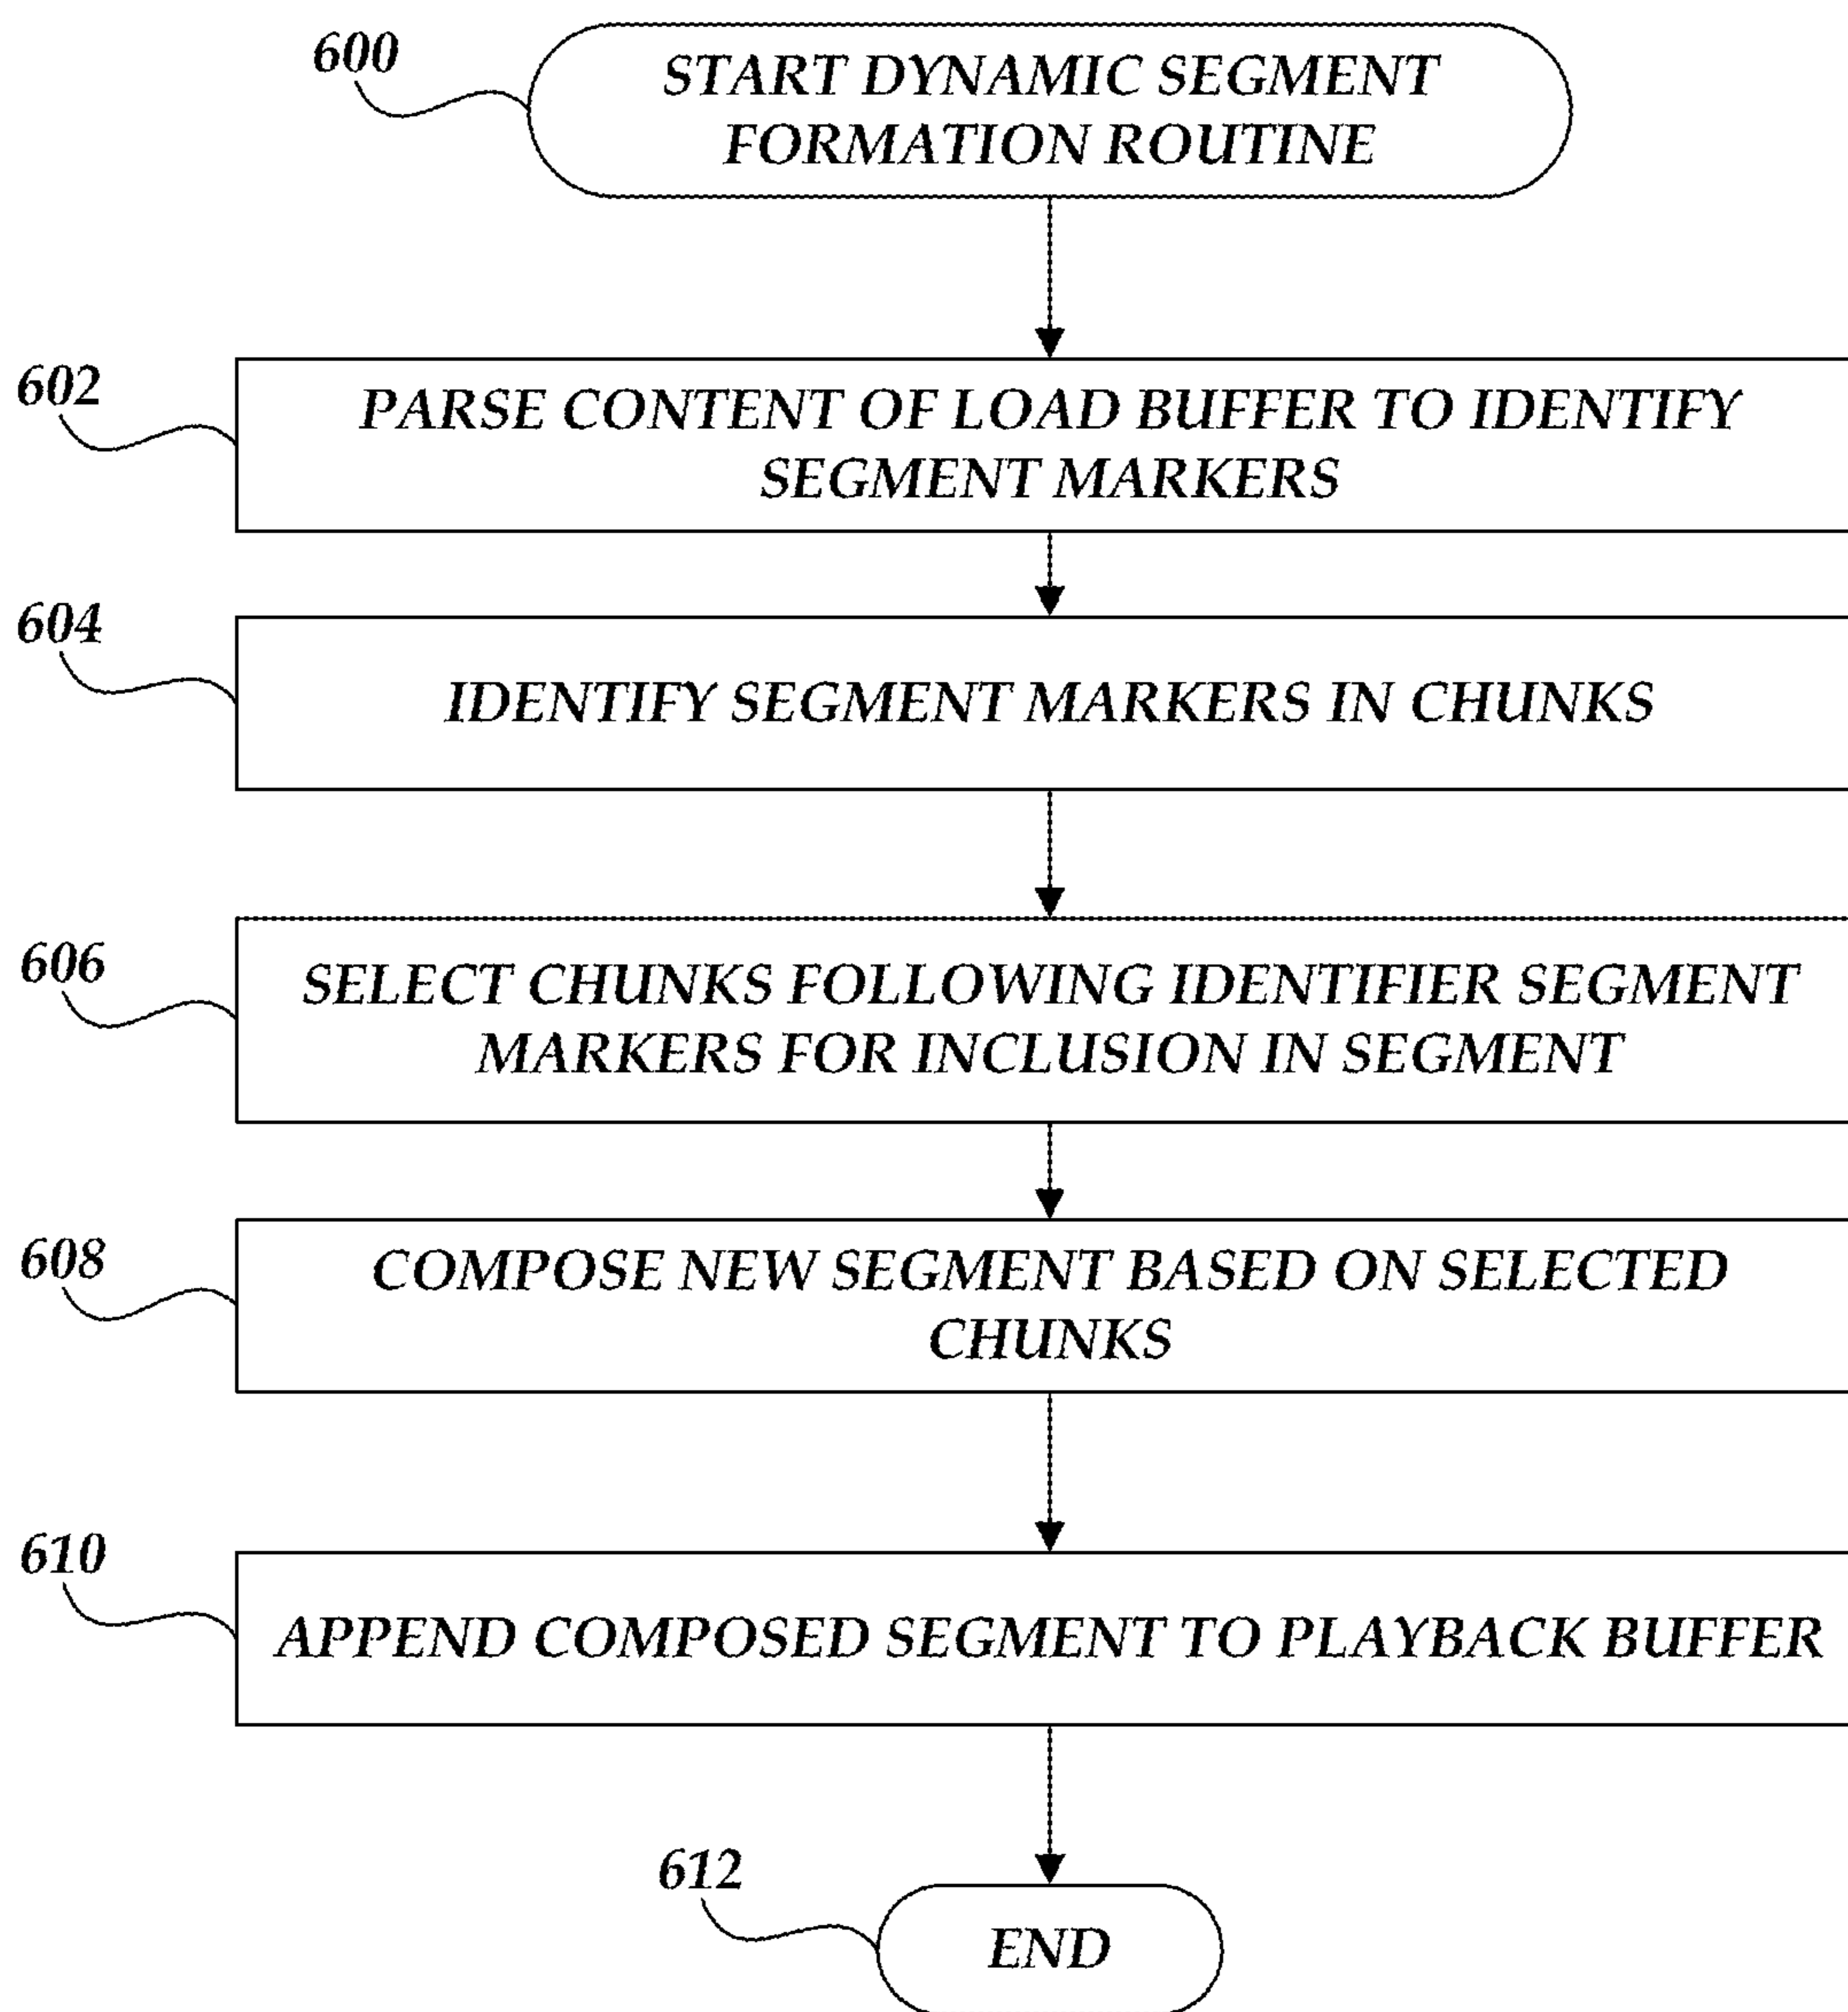 600
START DYNAMIC SEGMENT
FORMATION ROUTINE
602
PARSE CONTENT OF LOAD BUFFER TO IDENTIFY
SEGMENT MARKERS
604
IDENTIFY SEGMENT MARKERS IN CHUNKS
606
SELECT CHUNKS FOLLOWING IDENTIFIER SEGMENT
MARKERS FOR INCLUSION IN SEGMENT
608
COMPOSE NEW SEGMENT BASED ON SELECTED
CHUNKS
610
APPEND COMPOSED SEGMENT TO PLAYBACK BUFFER
612
END